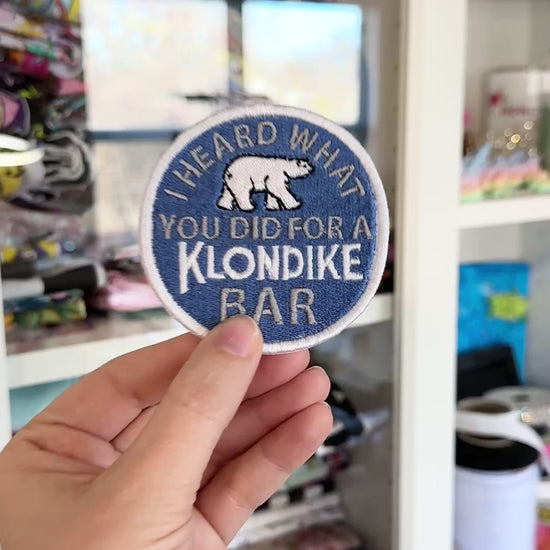 I HEARD WHAT
YOU DID FOR A
KLONDIKE
BAR